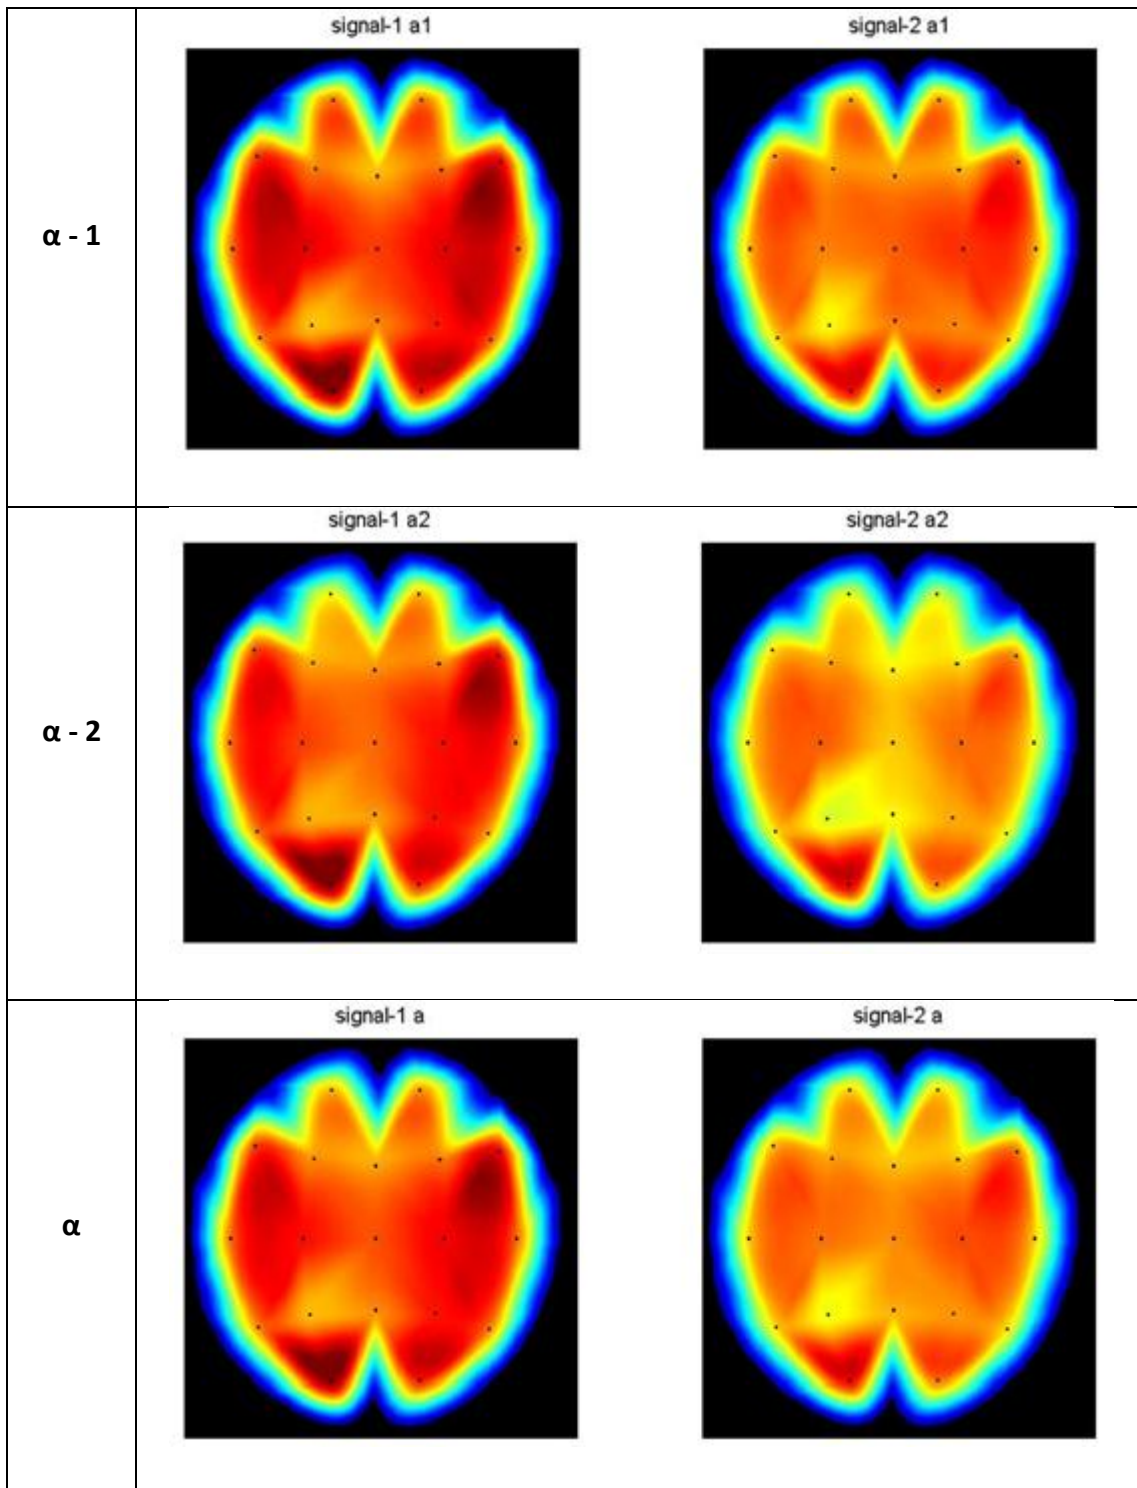 signal-1 a1 signal-2 a1
α - 1
signal-1 a2 signal-2 a2
α - 2
signal-1 a signal-2 a
α